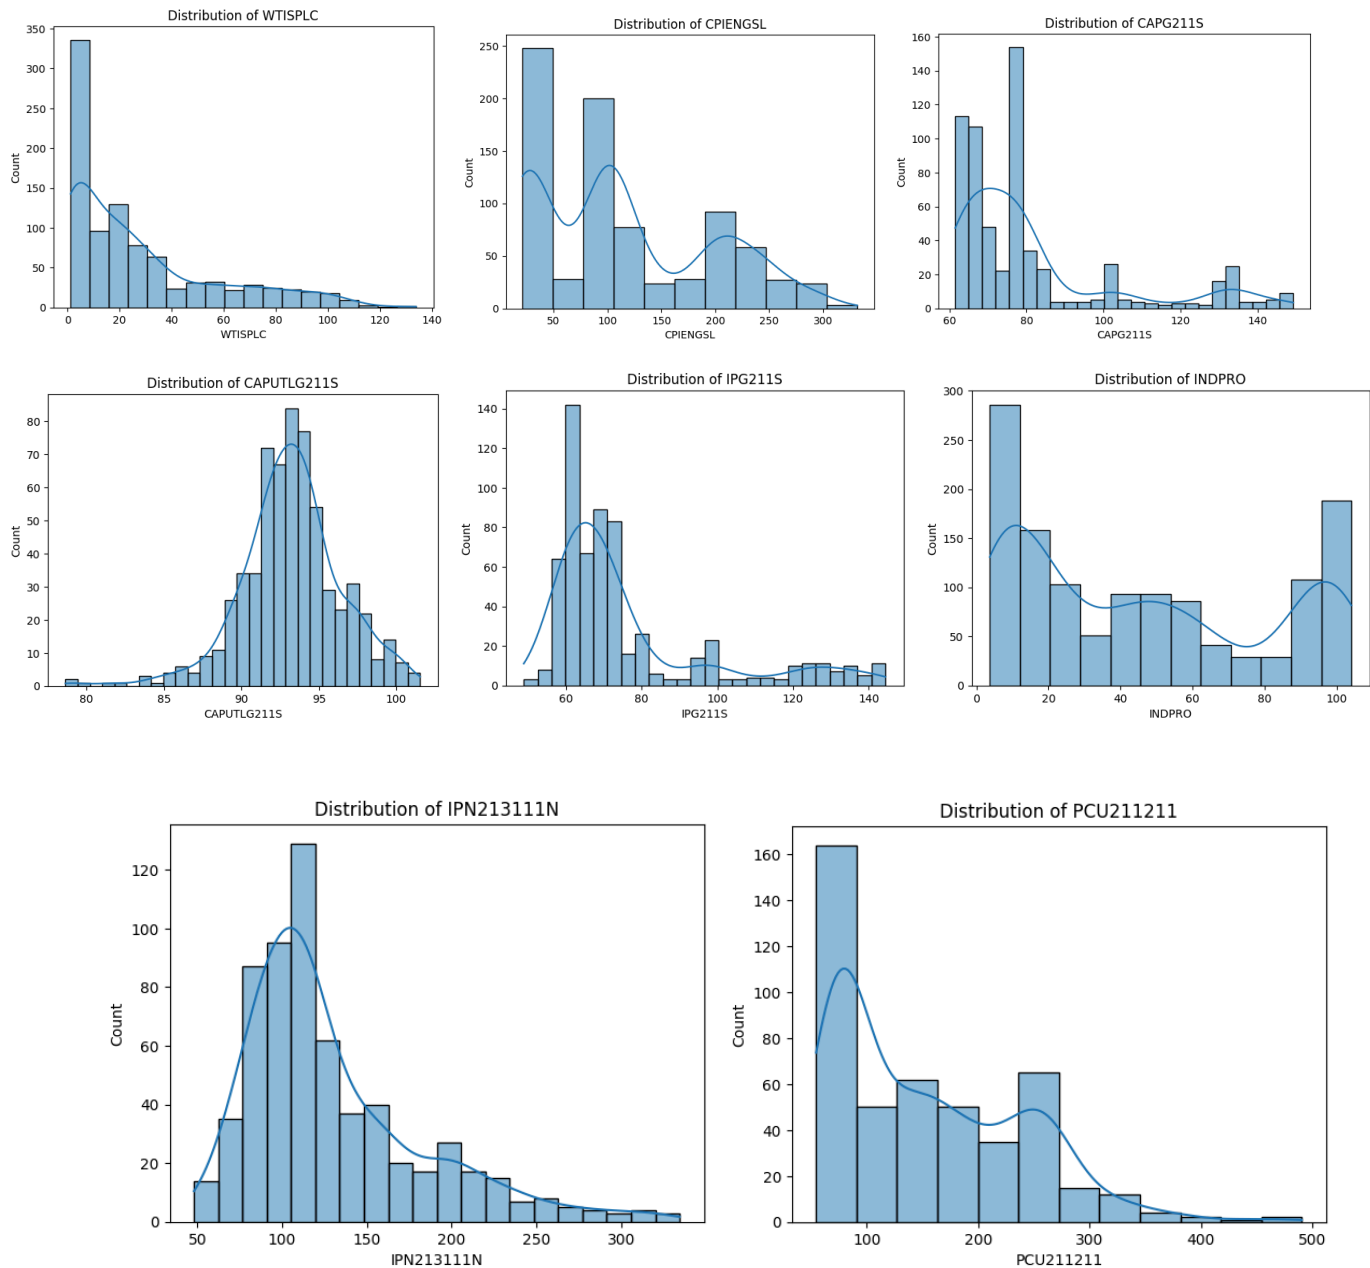 Distribution of WTISPLC
350
300
250
200
150
100
50
0
Count
0 20 40 60 80 100 120 140
WTISPLC
Distribution of CPIENGSL
250
200
150
100
50
0
Count
50 100 150 200 250 300
CPIENGSL
Distribution of CAPG211S
160
140
120
100
80
60
40
20
0
Count
60 80 100 120 140
CAPG211S
Distribution of CAPUTLG211S
80
70
60
50
40
30
20
10
0
Count
80 85 90 95 100
CAPUTLG211S
Distribution of IPG211S
140
120
100
80
60
40
20
0
Count
60 80 100 120 140
IPG211S
Distribution of INDPRO
300
250
200
150
100
50
0
Count
0 20 40 60 80 100
INDPRO
Distribution of IPN213111N
120
100
80
60
40
20
0
Count
50 100 150 200 250 300
IPN213111N
Distribution of PCU211211
160
140
120
100
80
60
40
20
0
Count
100 200 300 400 500
PCU211211